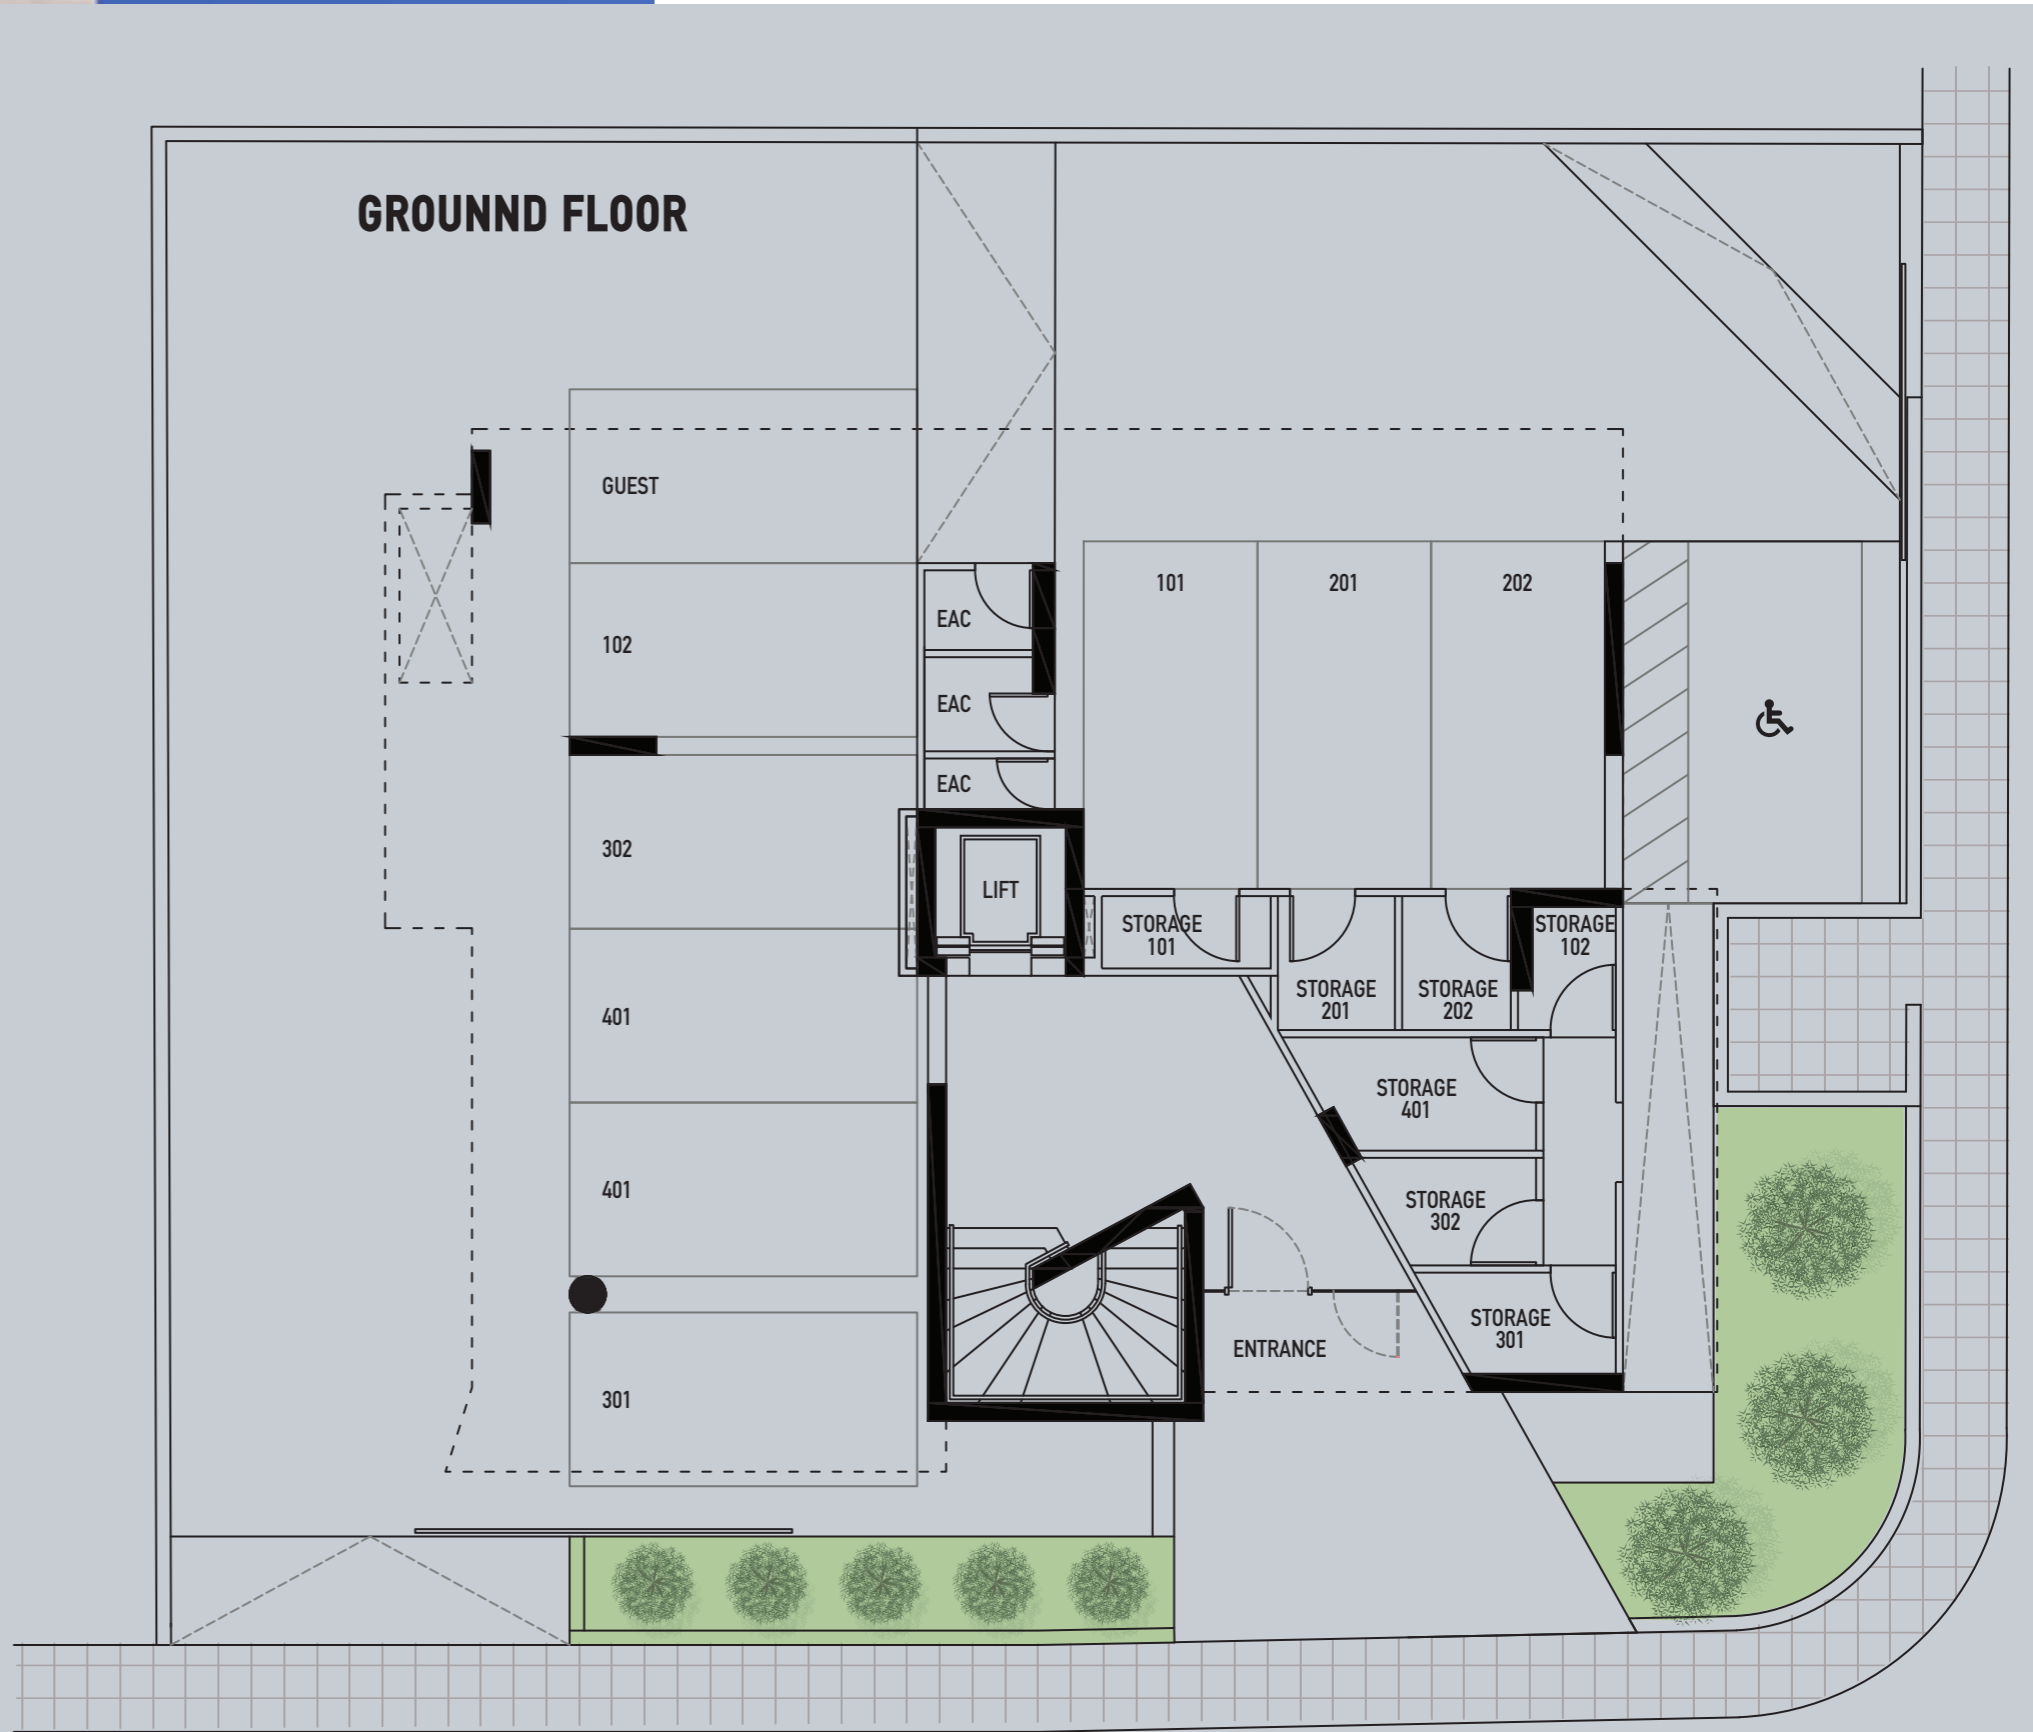 GROUNND FLOOR
GUEST
102
302
401
401
301
EAC
EAC
EAC
LIFT
101
201
202
STORAGE
101
STORAGE
201
STORAGE
202
STORAGE
102
STORAGE
401
STORAGE
302
STORAGE
301
ENTRANCE